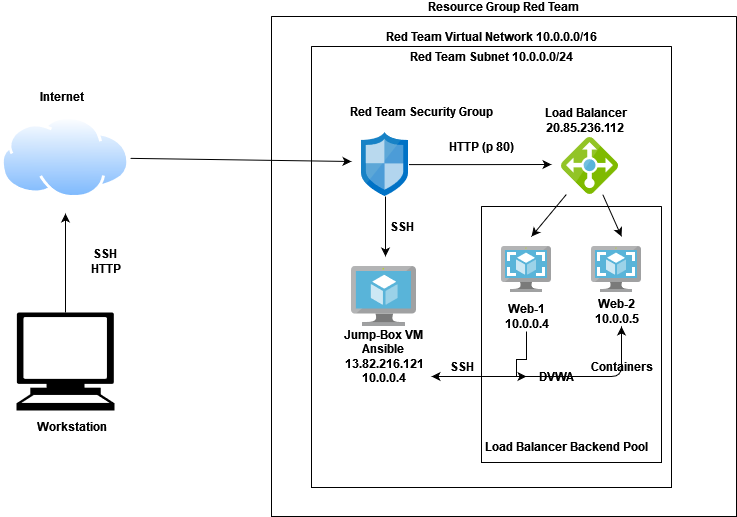 Resource Group Red Team
Red Team Virtual Network 10.0.0.0/16
Red Team Subnet 10.0.0.0/24
Internet
Red Team Security Group
Load Balancer
20.85.236.112
HTTP (p 80)
SSH
SSH
HTTP
Web-1
10.0.0.4
Web-2
10.0.0.5
Jump-Box VM
Ansible
13.82.216.121
10.0.0.4
SSH
DVWA
Containers
Workstation
Load Balancer Backend Pool